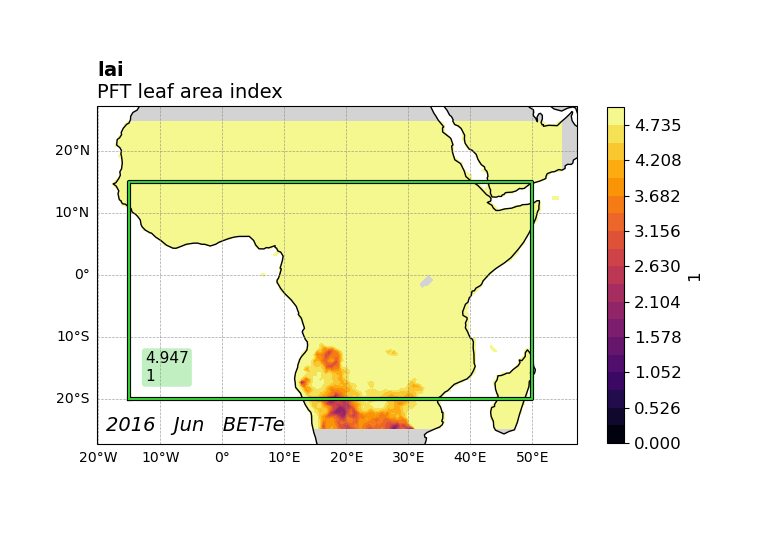 lai
PFT leaf area index
20°N
10°N
0°
10°S
20°S
20°W
10°W
0°
10°E
20°E
30°E
40°E
50°E
4.947
1
2016 Jun BET-Te
4.735
4.208
3.682
3.156
2.630
2.104
1.578
1.052
0.526
0.000
1